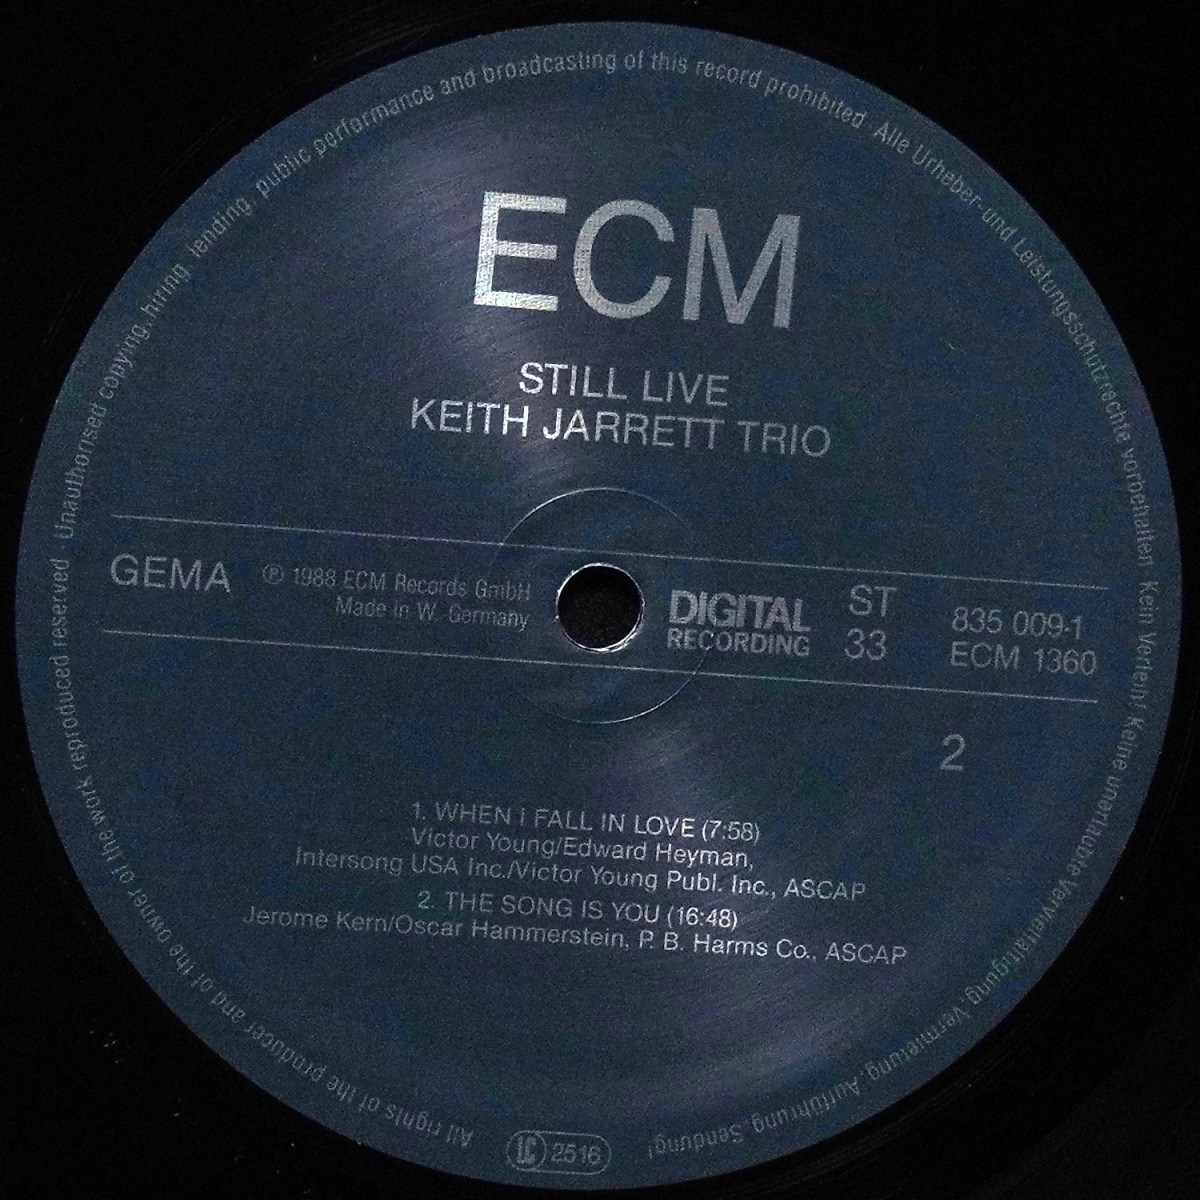 ECM
STILL LIVE
KEITH JARRETT TRIO
GEMA
℗ 1988 ECM Records GmbH
Made in W. Germany
DIGITAL
RECORDING
ST
33
835 009-1
ECM 1360
2
1. WHEN I FALL IN LOVE (7:58)
Victor Young/Edward Heyman,
Intersong USA Inc./Victor Young Publ. Inc., ASCAP
2. THE SONG IS YOU (16:48)
Jerome Kern/Oscar Hammerstein, P. B. Harms Co., ASCAP
All rights of the producer and of the owner of the work reproduced reserved Unauthorised copying, hiring lending public performance and broadcasting of this record prohibited Alle Urheber- und Leistungsschutzrechte vorbehalten Kein Verleih! Keine unerlaubte Vervielfältigung, Vermietung, Aufführung, Sendung!
LC 2516